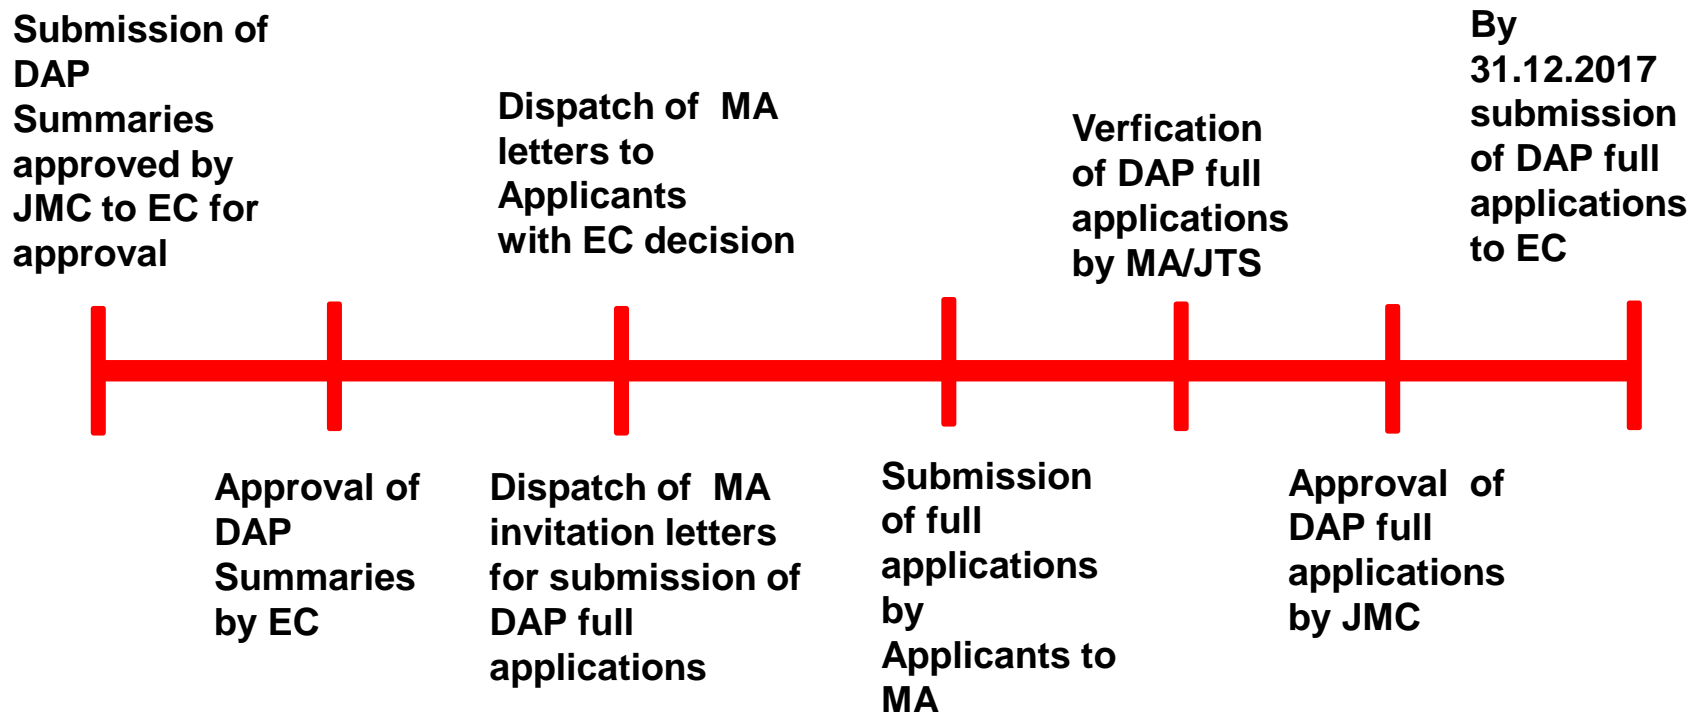 Submission of
DAP
Summaries
approved by
JMC to EC for
approval
Approval of
DAP
Summaries
by EC
Dispatch of  MA
letters to
Applicants
with EC decision
Dispatch of  MA
invitation letters
for submission of
DAP full
applications
Submission
of full
applications
by
Applicants to
MA
Verfication
of DAP full
applications
by MA/JTS
Approval  of
DAP full
applications
by JMC
By
31.12.2017
submission
of DAP full
applications
to EC